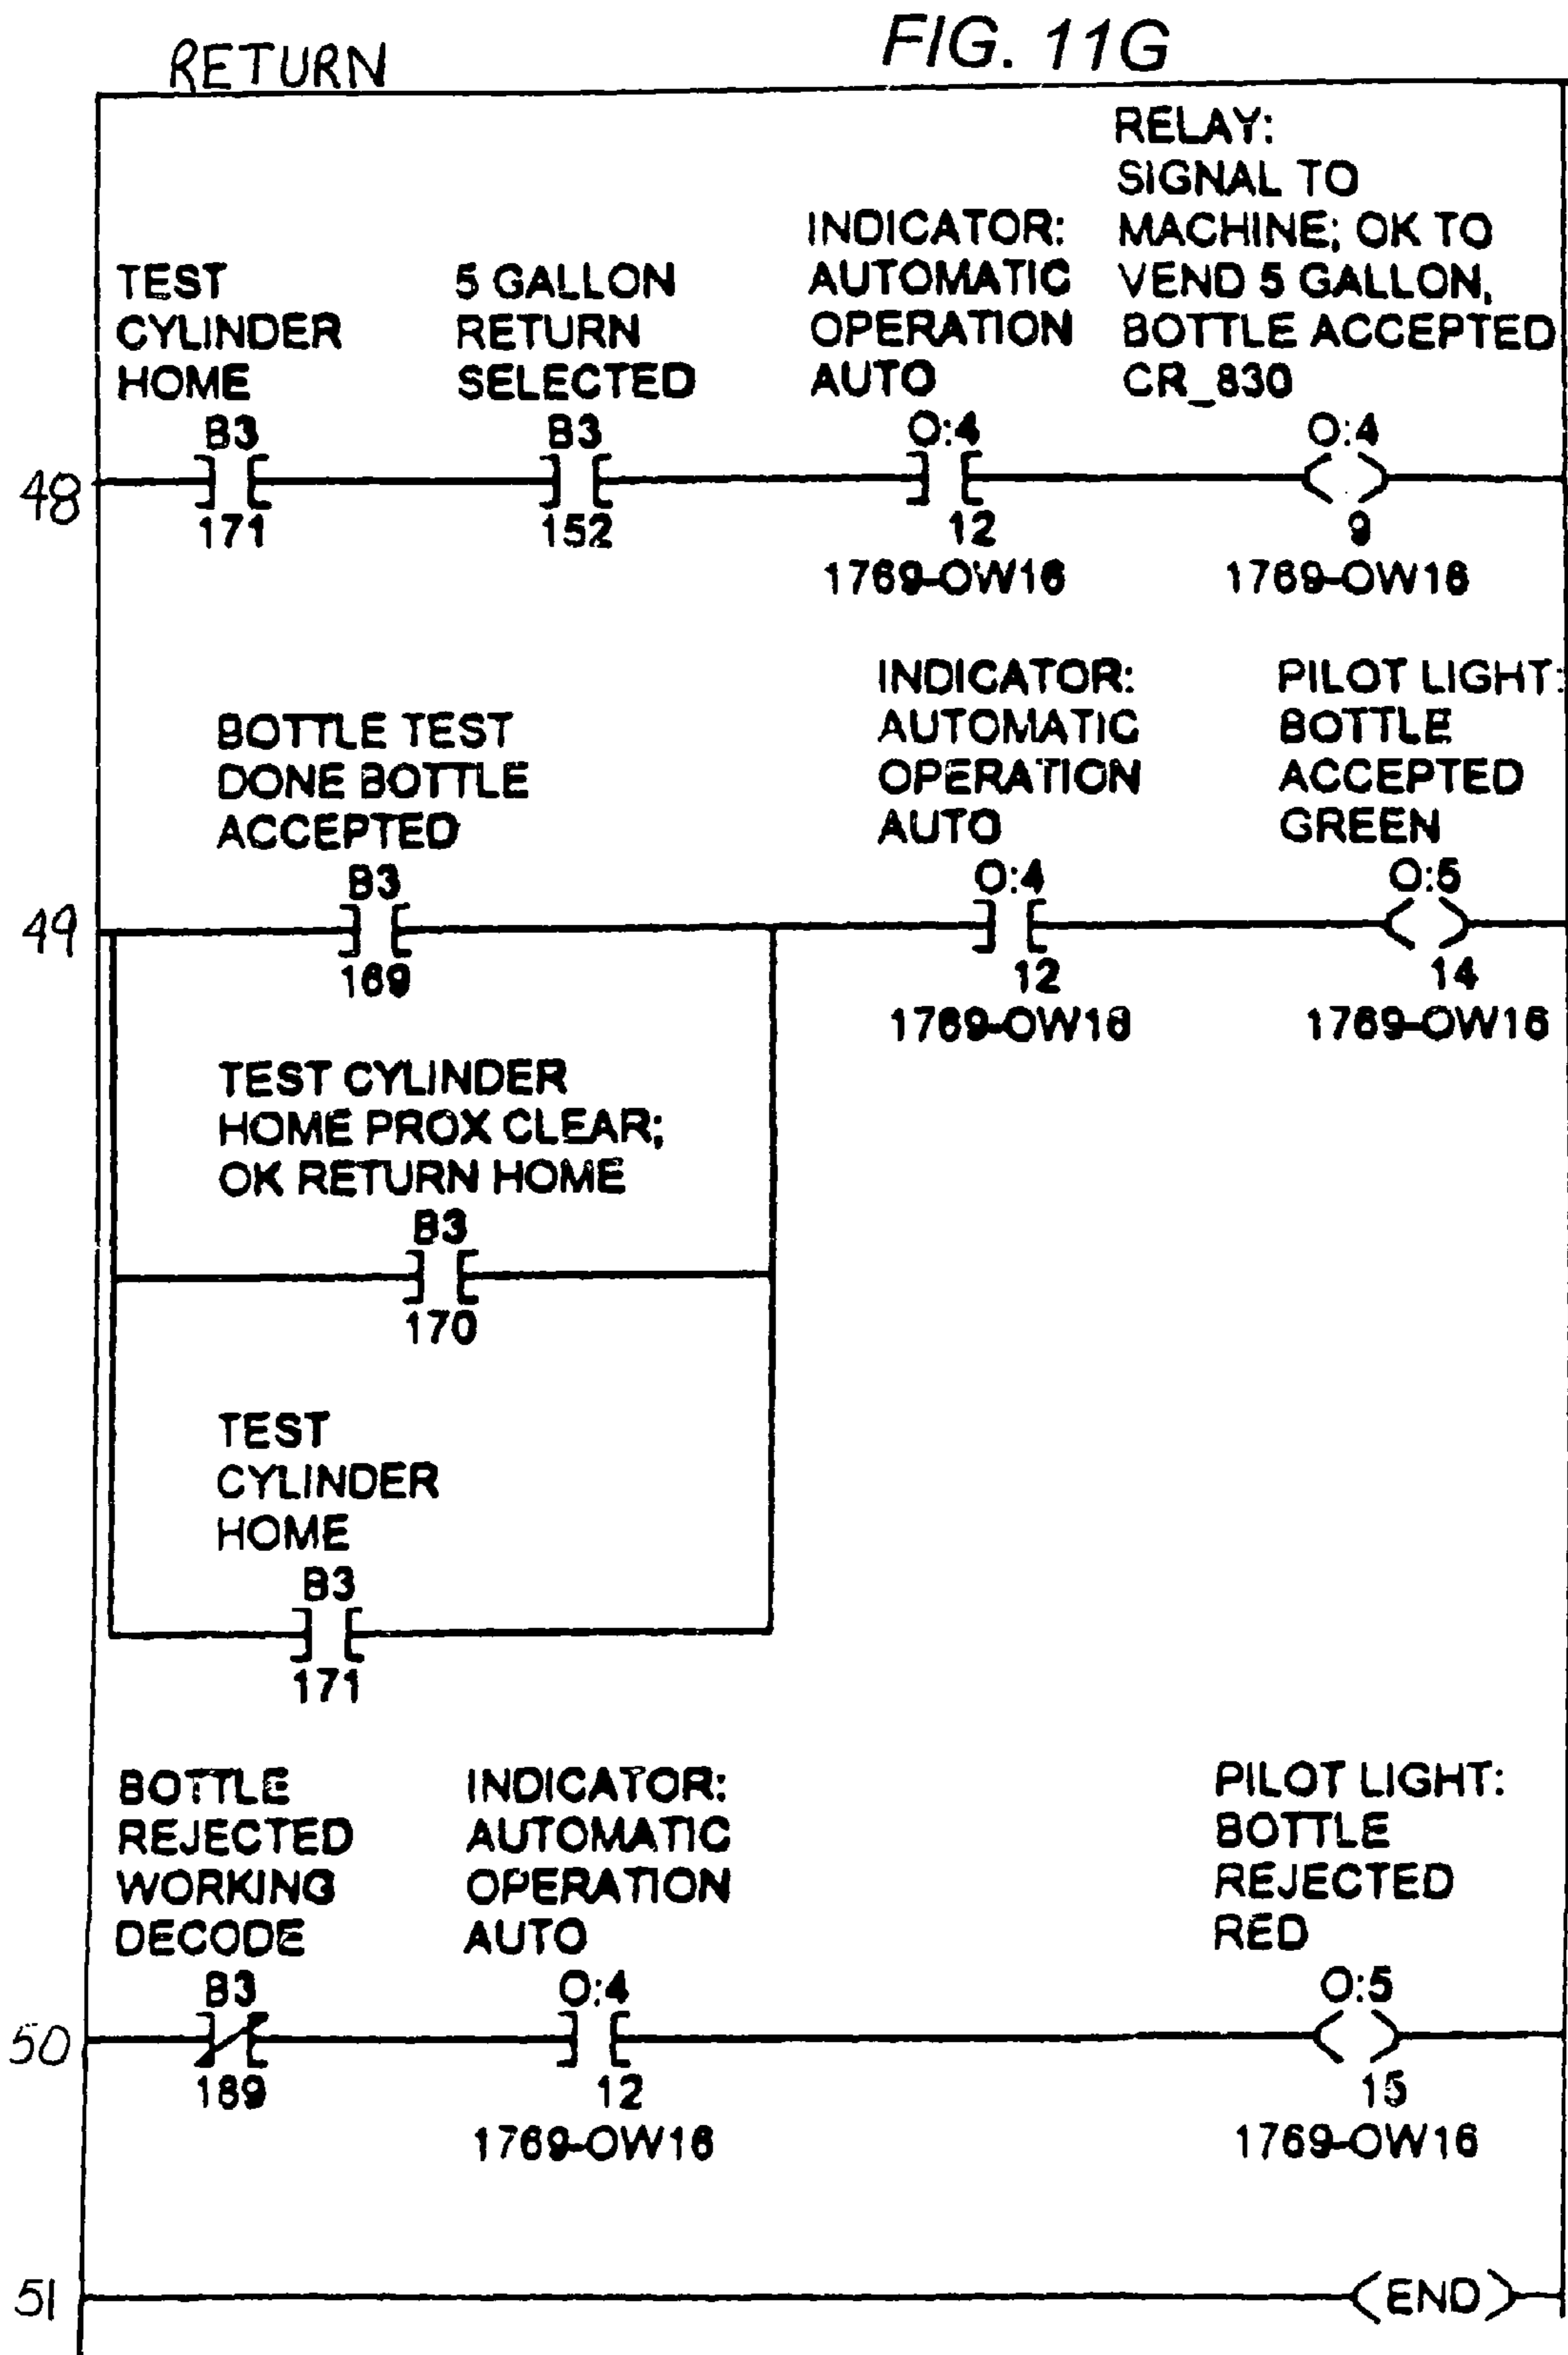 RETURN
FIG. 11G
TEST
CYLINDER
HOME
B3
171
5 GALLON
RETURN
SELECTED
B3
152
INDICATOR:
AUTOMATIC
OPERATION
AUTO
O:4
12
1769-OW16
RELAY:
SIGNAL TO
MACHINE; OK TO
VEND 5 GALLON,
BOTTLE ACCEPTED
CR_830
O:4
9
1769-OW16
48
BOTTLE TEST
DONE BOTTLE
ACCEPTED
B3
169
INDICATOR:
AUTOMATIC
OPERATION
AUTO
O:4
12
1769-OW16
PILOT LIGHT:
BOTTLE
ACCEPTED
GREEN
O:5
14
1769-OW16
49
TEST CYLINDER
HOME PROX CLEAR;
OK RETURN HOME
B3
170
TEST
CYLINDER
HOME
B3
171
BOTTLE
REJECTED
WORKING
DECODE
B3
189
INDICATOR:
AUTOMATIC
OPERATION
AUTO
O:4
12
1769-OW16
PILOT LIGHT:
BOTTLE
REJECTED
RED
O:5
15
1769-OW16
50
51
END